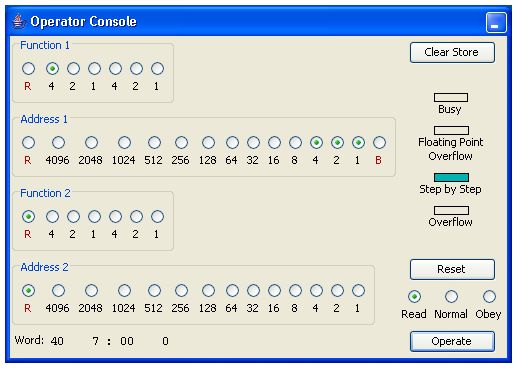 Operator Console
Function 1
R 4 2 1 4 2 1
Clear Store
Busy
Address 1
R 4096 2048 1024 512 256 128 64 32 16 8 4 2 1 B
Floating Point
Overflow
Step by Step
Function 2
R 4 2 1 4 2 1
Overflow
Address 2
R 4096 2048 1024 512 256 128 64 32 16 8 4 2 1
Reset
Read Normal Obey
Word: 40 7 : 00 0
Operate